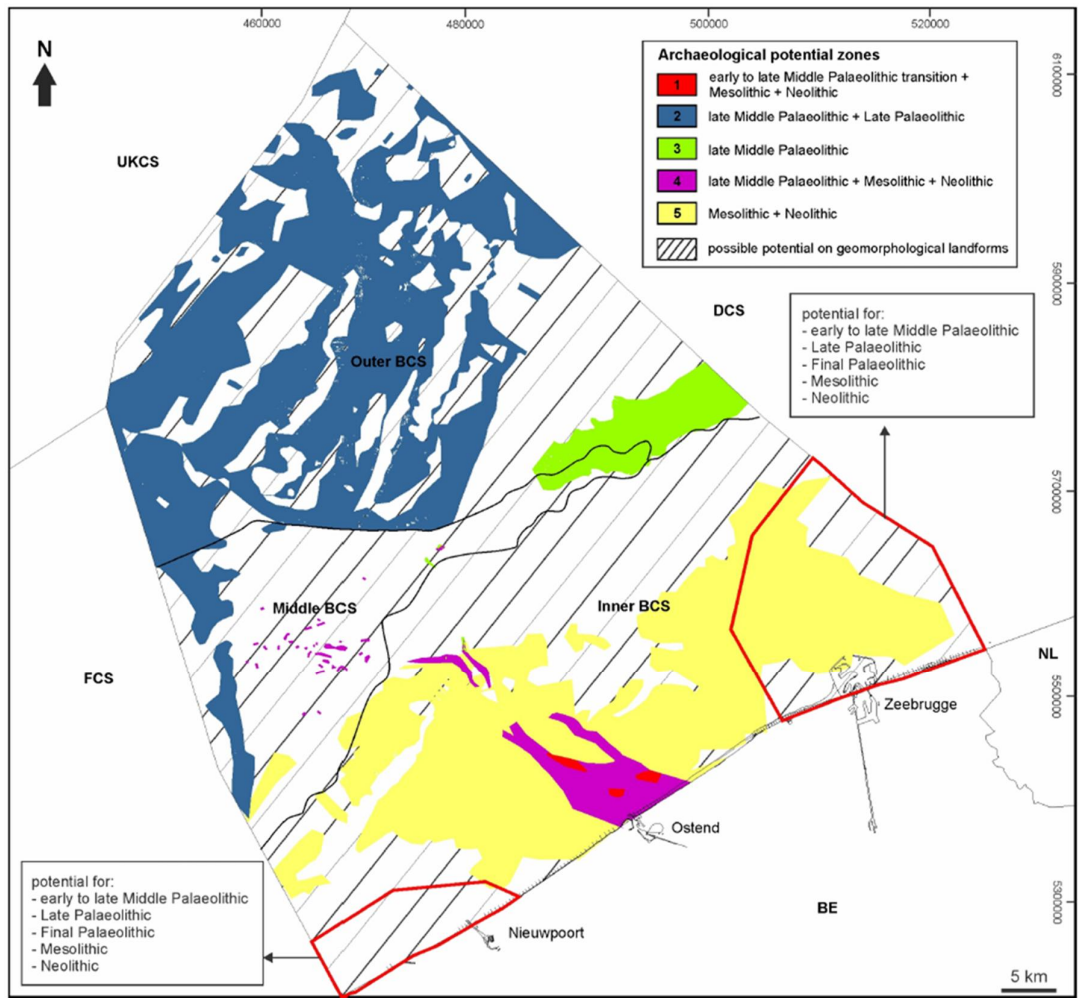 460000
480000
500000
520000
N
UKCS
Archaeological potential zones
1 early to late Middle Palaeolithic transition +
Mesolithic + Neolithic
2 late Middle Palaeolithic + Late Palaeolithic
3 late Middle Palaeolithic
4 late Middle Palaeolithic + Mesolithic + Neolithic
5 Mesolithic + Neolithic
possible potential on geomorphological landforms
6100000
5900000
5700000
5500000
5300000
DCS
potential for:
- early to late Middle Palaeolithic
- Late Palaeolithic
- Final Palaeolithic
- Mesolithic
- Neolithic
Outer BCS
Middle BCS
Inner BCS
FCS
NL
Zeebrugge
Ostend
BE
Nieuwpoort
potential for:
- early to late Middle Palaeolithic
- Late Palaeolithic
- Final Palaeolithic
- Mesolithic
- Neolithic
5 km